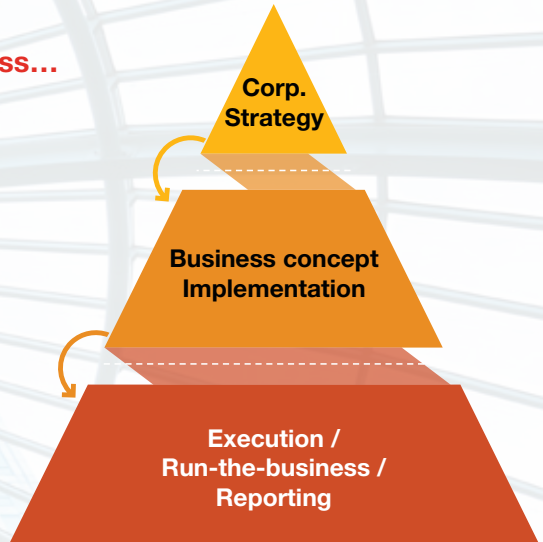 ss...
Corp.
Strategy
Business concept
Implementation
Execution /
Run-the-business /
Reporting